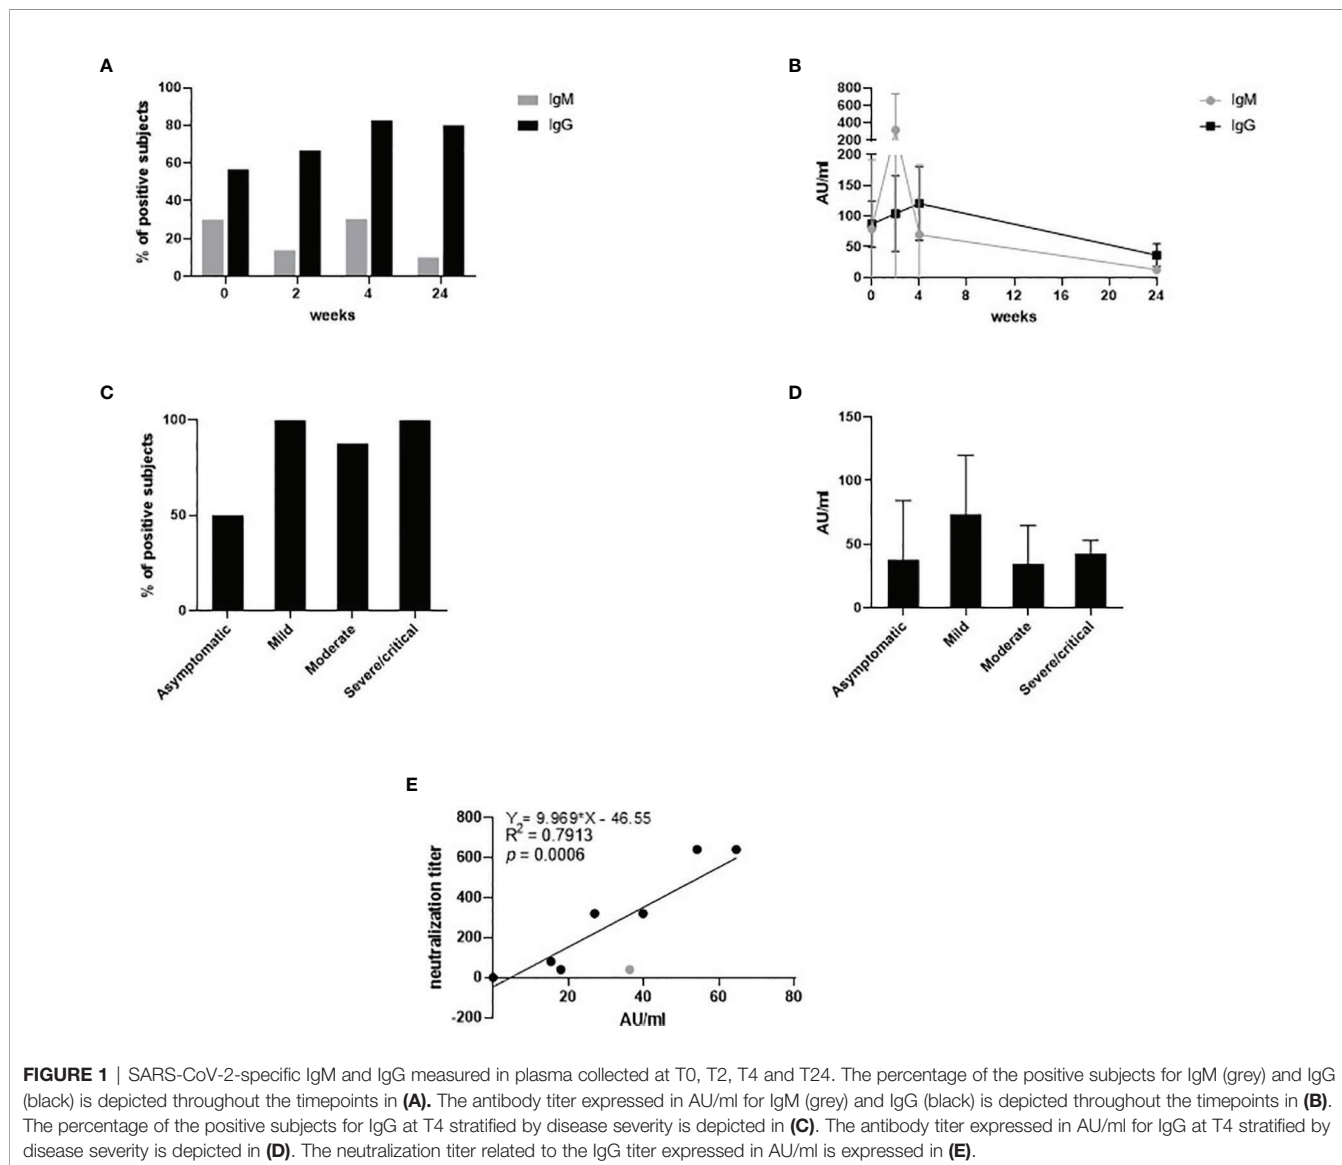 A
100
80
60
40
20
0
% of positive subjects
0 2 4 24
weeks
IgM
IgG
B
800
600
400
200
200
150
100
50
0
AU/ml
0 4 8 12 16 20 24
weeks
IgM
IgG
C
100
50
0
% of positive subjects
Asymptomatic
Mild
Moderate
Severe/critical
D
150
100
50
0
AU/ml
Asymptomatic
Mild
Moderate
Severe/critical
E
800
600
400
200
0
-200
neutralization titer
Y = 9.969*X - 46.55
R² = 0.7913
p = 0.0006
20 40 60 80
AU/ml
FIGURE 1 | SARS-CoV-2-specific IgM and IgG measured in plasma collected at T0, T2, T4 and T24. The percentage of the positive subjects for IgM (grey) and IgG
(black) is depicted throughout the timepoints in (A). The antibody titer expressed in AU/ml for IgM (grey) and IgG (black) is depicted throughout the timepoints in (B).
The percentage of the positive subjects for IgG at T4 stratified by disease severity is depicted in (C). The antibody titer expressed in AU/ml for IgG at T4 stratified by
disease severity is depicted in (D). The neutralization titer related to the IgG titer expressed in AU/ml is expressed in (E).